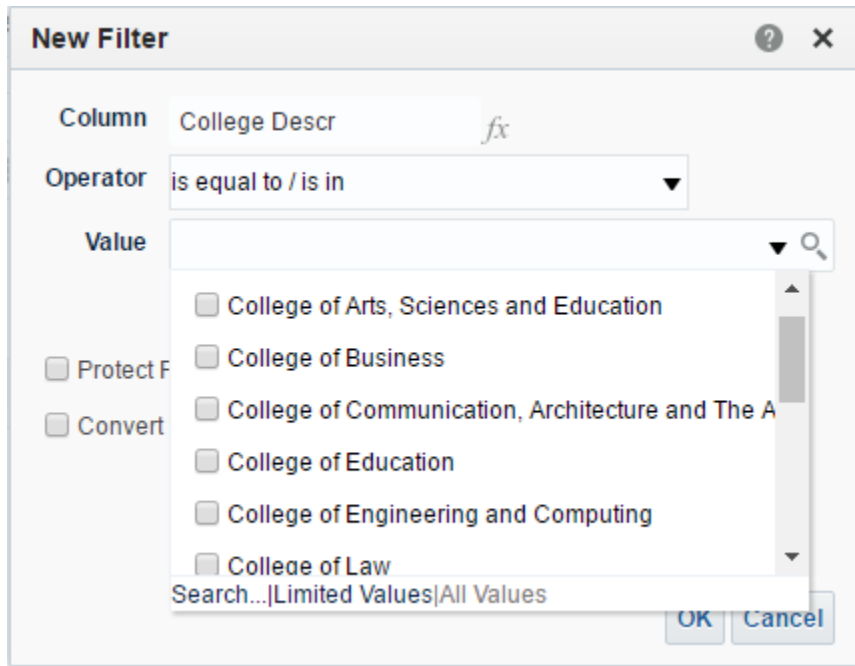 New Filter
Column College Descr fx
Operator is equal to / is in
Value
College of Arts, Sciences and Education
College of Business
College of Communication, Architecture and The A
College of Education
Protect F
College of Engineering and Computing
Convert
College of Law
Search...|Limited Values|All Values
OK Cancel